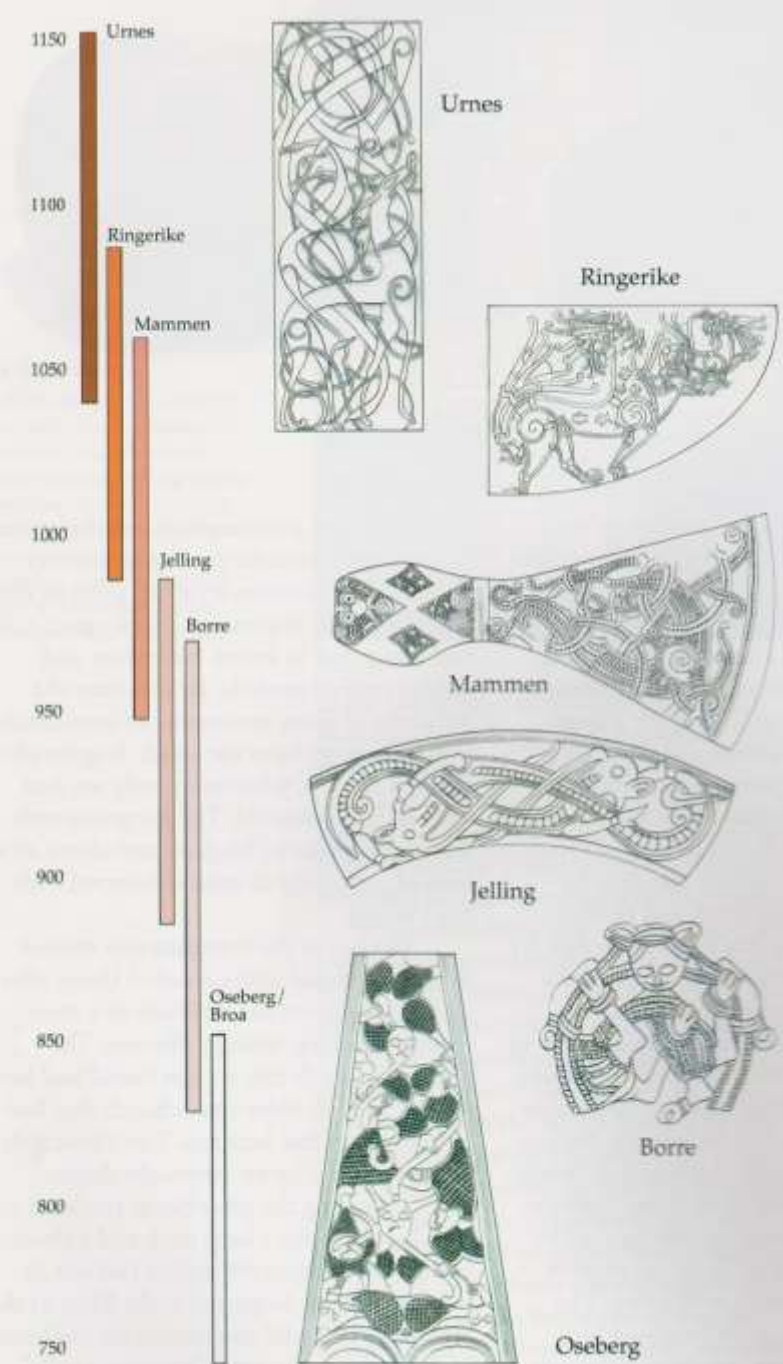 1150
Urnes
Urnes
1100
Ringerike
Ringerike
Mammen
1050
1000
Jelling
Borre
Mammen
950
900
Jelling
Oseberg/
Broa
850
Borre
800
Oseberg
750